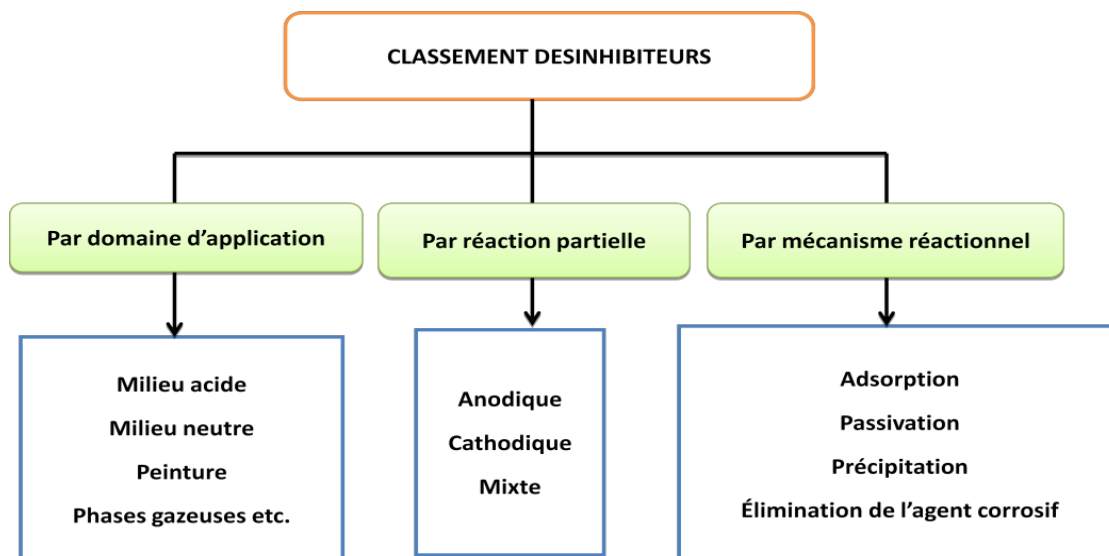 CLASSEMENT DESINHIBITEURS
Par domaine d’application
Par réaction partielle
Par mécanisme réactionnel
Milieu acide
Milieu neutre
Peinture
Phases gazeuses etc.
Anodique
Cathodique
Mixte
Adsorption
Passivation
Précipitation
Élimination de l’agent corrosif